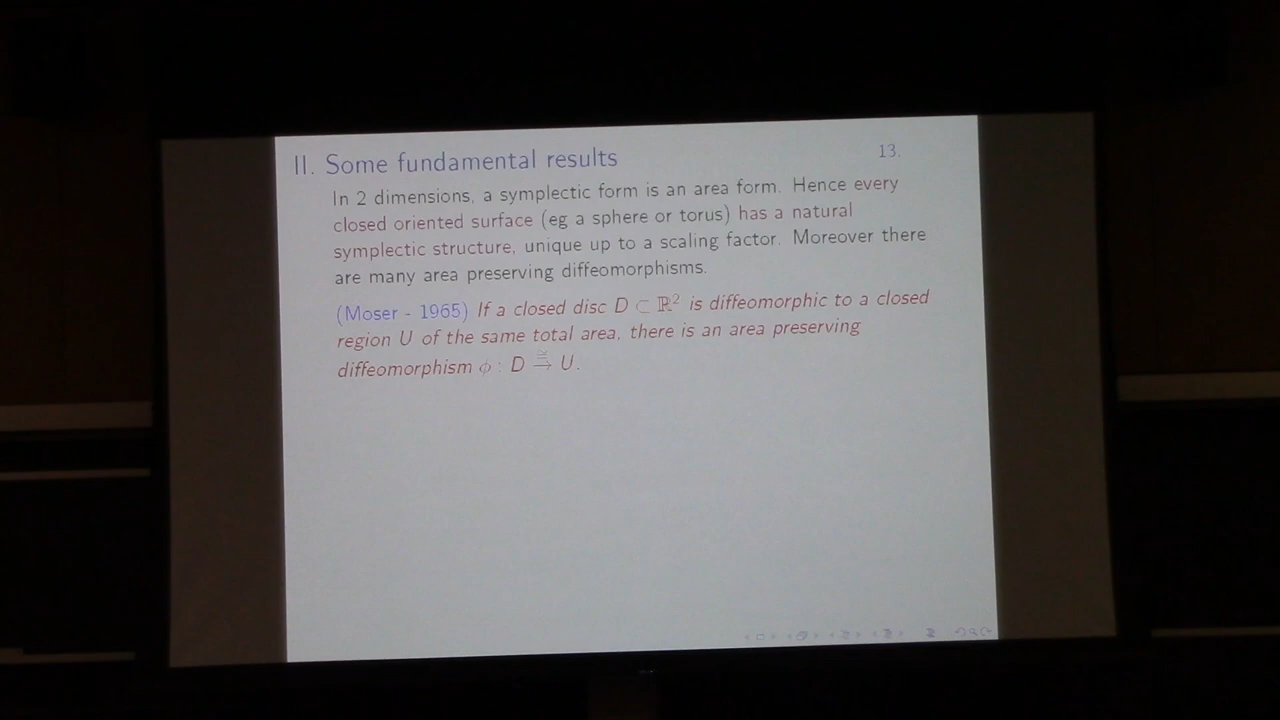 II. Some fundamental results
13.
In 2 dimensions, a symplectic form is an area form. Hence every
closed oriented surface (eg a sphere or torus) has a natural
symplectic structure, unique up to a scaling factor. Moreover there
are many area preserving diffeomorphisms.
(Moser - 1965) If a closed disc D ⊂ ℝ² is diffeomorphic to a closed
region U of the same total area, there is an area preserving
diffeomorphism ϕ : D ≅→ U.